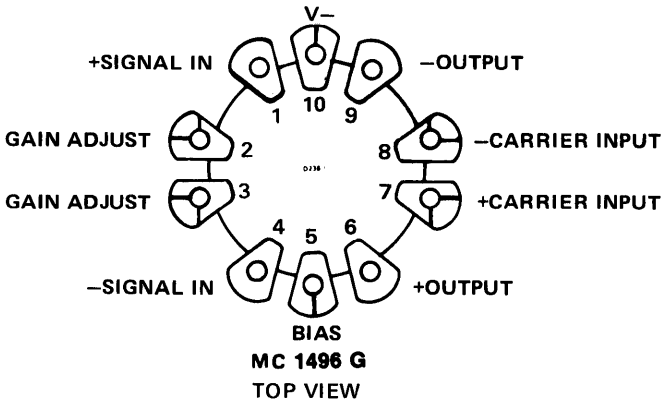 V−
+SIGNAL IN
−OUTPUT
1
10
9
GAIN ADJUST
2
8
−CARRIER INPUT
GAIN ADJUST
3
7
+CARRIER INPUT
4
5
6
−SIGNAL IN
+OUTPUT
BIAS
MC 1496 G
TOP VIEW